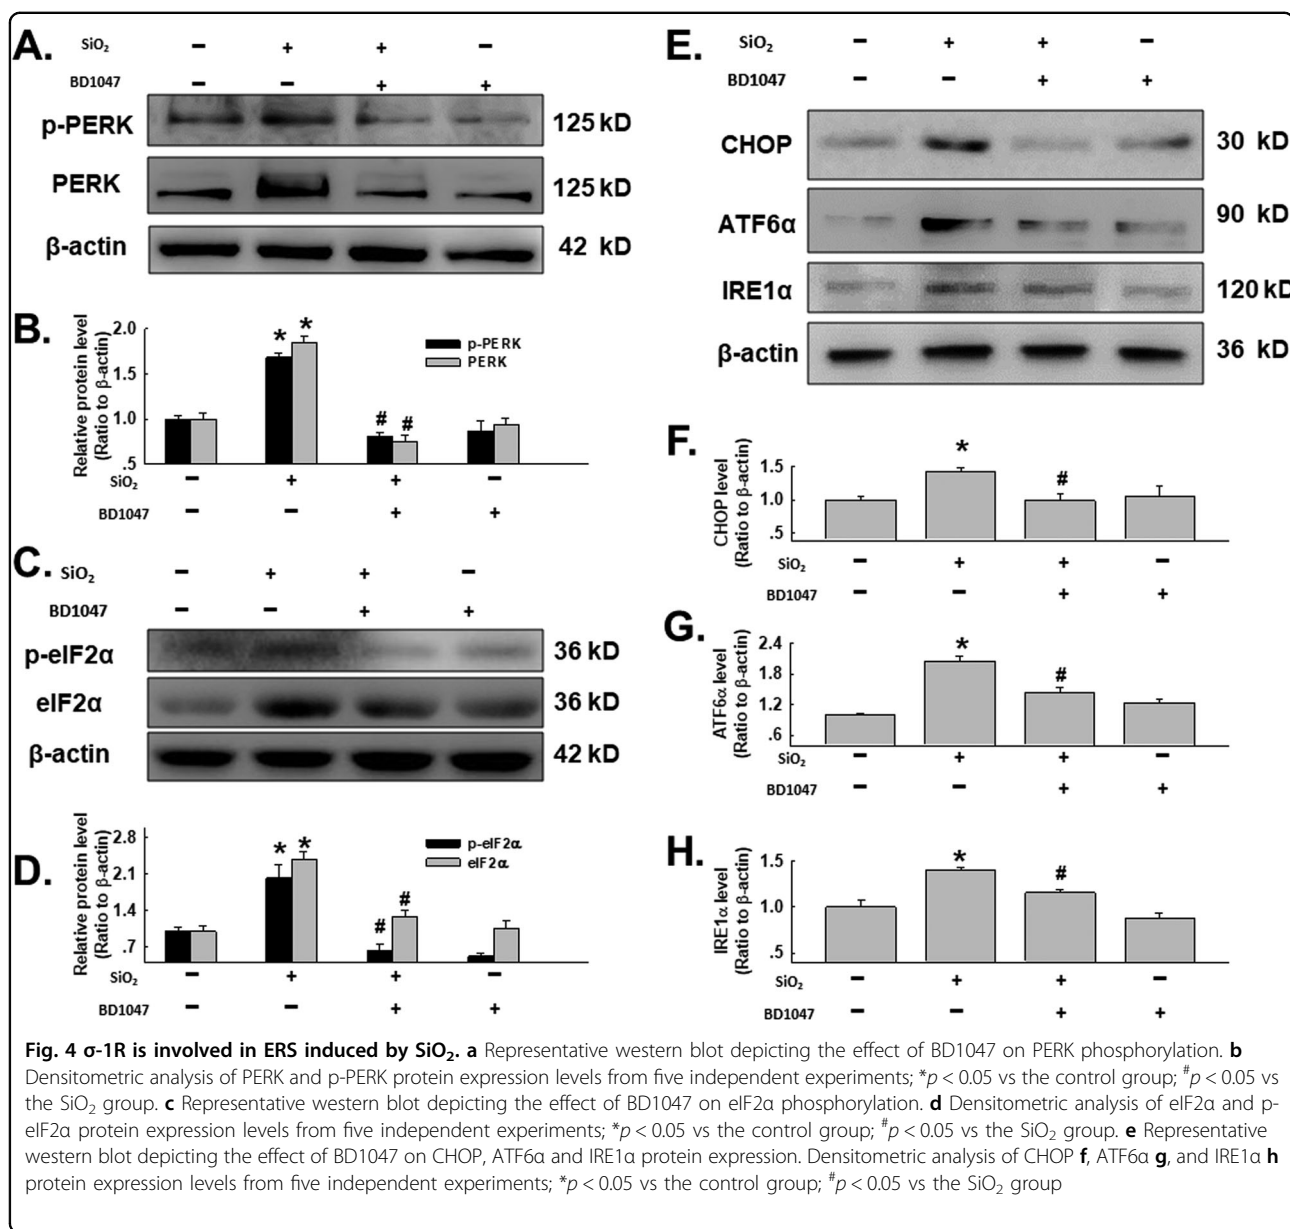 A.
SiO₂ − + + −
BD1047 − − + +
p-PERK 125 kD
PERK 125 kD
β-actin 42 kD
B.
Relative protein level
(Ratio to β-actin)
2.0
1.5
1.0
.5
* *
# #
p-PERK
PERK
SiO₂ − + + −
BD1047 − − + +
C.
SiO₂ − + + −
BD1047 − − + +
p-eIF2α 36 kD
eIF2α 36 kD
β-actin 42 kD
D.
Relative protein level
(Ratio to β-actin)
2.8
2.1
1.4
.7
* *
# #
p-eIF2α
eIF2α
SiO₂ − + + −
BD1047 − − + +
E.
SiO₂ − + + −
BD1047 − − + +
CHOP 30 kD
ATF6α 90 kD
IRE1α 120 kD
β-actin 36 kD
F.
CHOP level
(Ratio to β-actin)
1.5
1.0
.5
* #
SiO₂ − + + −
BD1047 − − + +
G.
ATF6α level
(Ratio to β-actin)
2.4
1.8
1.2
.6
* #
SiO₂ − + + −
BD1047 − − + +
H.
IRE1α level
(Ratio to β-actin)
1.5
1.0
.5
* #
SiO₂ − + + −
BD1047 − − + +
Fig. 4 σ-1R is involved in ERS induced by SiO₂. a Representative western blot depicting the effect of BD1047 on PERK phosphorylation. b
Densitometric analysis of PERK and p-PERK protein expression levels from five independent experiments; *p < 0.05 vs the control group; #p < 0.05 vs
the SiO₂ group. c Representative western blot depicting the effect of BD1047 on eIF2α phosphorylation. d Densitometric analysis of eIF2α and p-
eIF2α protein expression levels from five independent experiments; *p < 0.05 vs the control group; #p < 0.05 vs the SiO₂ group. e Representative
western blot depicting the effect of BD1047 on CHOP, ATF6α and IRE1α protein expression. Densitometric analysis of CHOP f, ATF6α g, and IRE1α h
protein expression levels from five independent experiments; *p < 0.05 vs the control group; #p < 0.05 vs the SiO₂ group